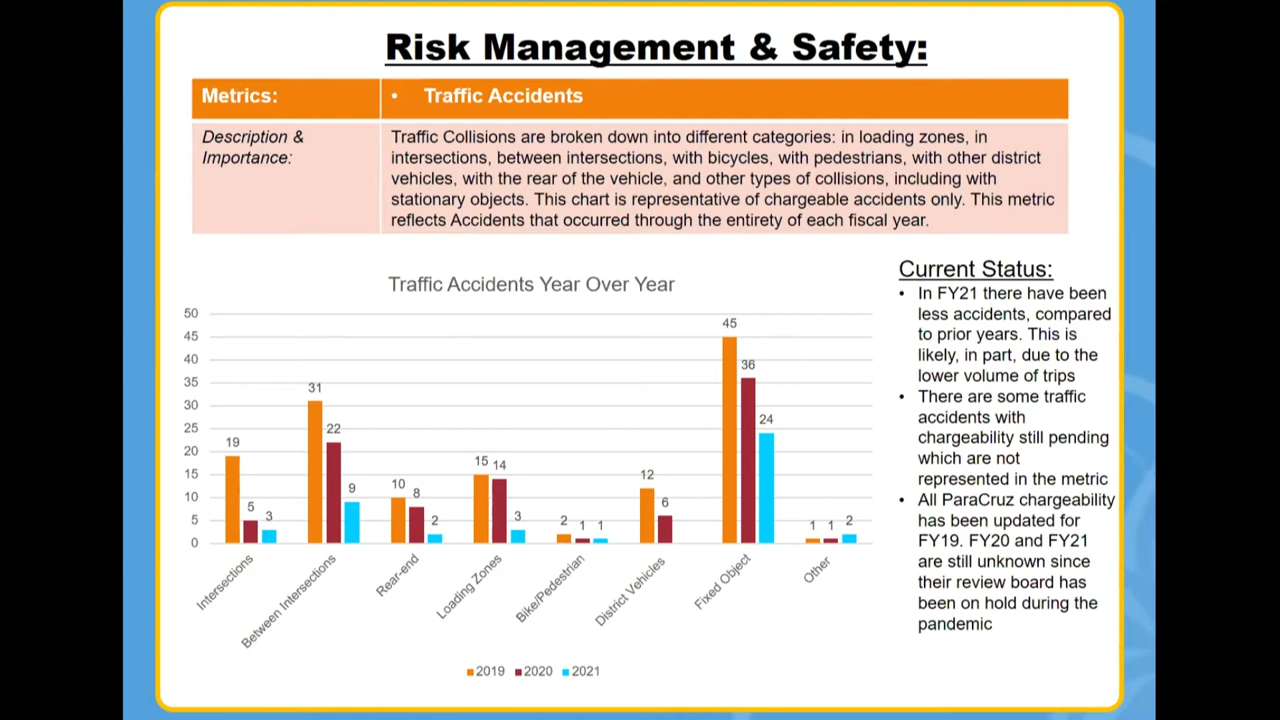 Risk Management & Safety:
Metrics:
• Traffic Accidents
Description &
Importance:
Traffic Collisions are broken down into different categories: in loading zones, in
intersections, between intersections, with bicycles, with pedestrians, with other district
vehicles, with the rear of the vehicle, and other types of collisions, including with
stationary objects. This chart is representative of chargeable accidents only. This metric
reflects Accidents that occurred through the entirety of each fiscal year.
Traffic Accidents Year Over Year
50
45
40
35
30
25
20
15
10
5
0
19
5
3
31
22
9
10
8
2
15
14
3
2
1
1
12
6
45
36
24
1
1
2
Intersections
Between Intersections
Rear-end
Loading Zones
Bike/Pedestrian
District Vehicles
Fixed Object
Other
2019 2020 2021
Current Status:
• In FY21 there have been
less accidents, compared
to prior years. This is
likely, in part, due to the
lower volume of trips
• There are some traffic
accidents with
chargeability still pending
which are not
represented in the metric
• All ParaCruz chargeability
has been updated for
FY19. FY20 and FY21
are still unknown since
their review board has
been on hold during the
pandemic